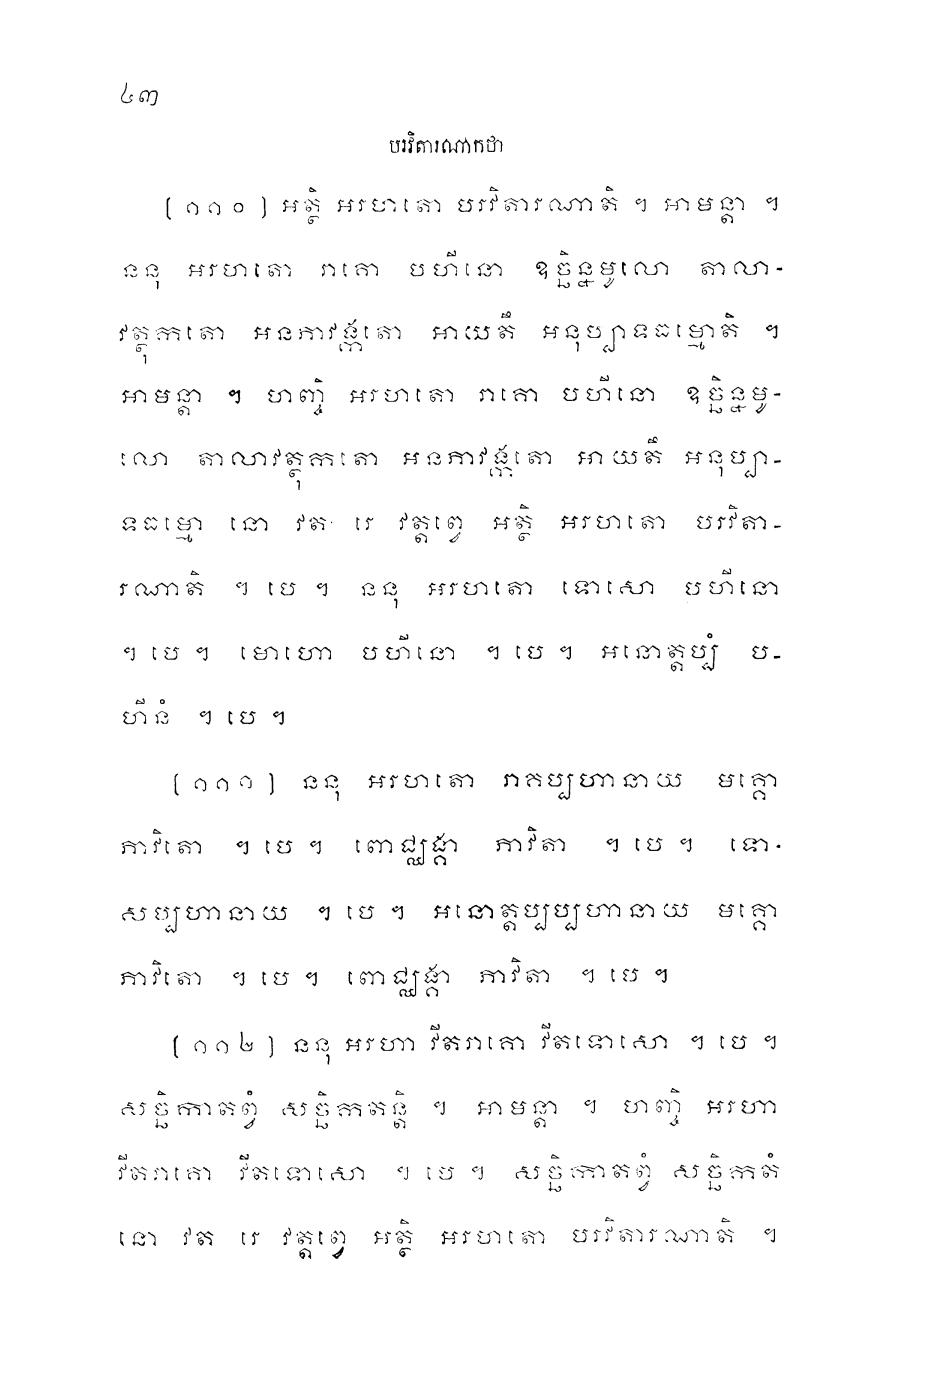 ៤៣
បរវិតារណាកថា
[១១០] អត្ថិ អរហតោ បរវិតារណាតិ ។ អាមន្តា ។
ននុ អរហតោ រាគោ បហីនោ ឧច្ឆិន្នមូលោ តាលា-
វត្ថុកតោ អនភាវង្កតោ អាយតឹ អនុប្បាទធម្មោតិ ។
អាមន្តា ។ ហញ្ចិ អរហតោ រាគោ បហីនោ ឧច្ឆិន្នមូ-
លោ តាលាវត្ថុកតោ អនភាវង្កតោ អាយតឹ អនុប្បា-
ទធម្មោ នោ វត រេ វត្តព្វេ អត្ថិ អរហតោ បរវិតា-
រណាតិ ។ បេ ។ ននុ អរហតោ ទោសោ បហីនោ
។ បេ ។ មោហោ បហីនោ ។ បេ ។ អនោត្តប្បំ ប-
ហីនំ ។ បេ ។
[១១១] ននុ អរហតោ រាគប្បហានាយ មគ្គោ
ភាវិតោ ។ បេ ។ ពោជ្ឈង្គា ភាវិតា ។ បេ ។ ទោ-
សប្បហានាយ ។ បេ ។ អនោត្តប្បប្បហានាយ មគ្គោ
ភាវិតោ ។ បេ ។ ពោជ្ឈង្គា ភាវិតា ។ បេ ។
[១១២] ននុ អរហា វីតរាគោ វីតទោសោ ។ បេ ។
សច្ឆិកាតព្វំ សច្ឆិកតន្តិ ។ អាមន្តា ។ ហញ្ចិ អរហា
វីតរាគោ វីតទោសោ ។ បេ ។ សច្ឆិកាតព្វំ សច្ឆិកតំ
នោ វត រេ វត្តព្វេ អត្ថិ អរហតោ បរវិតារណាតិ ។